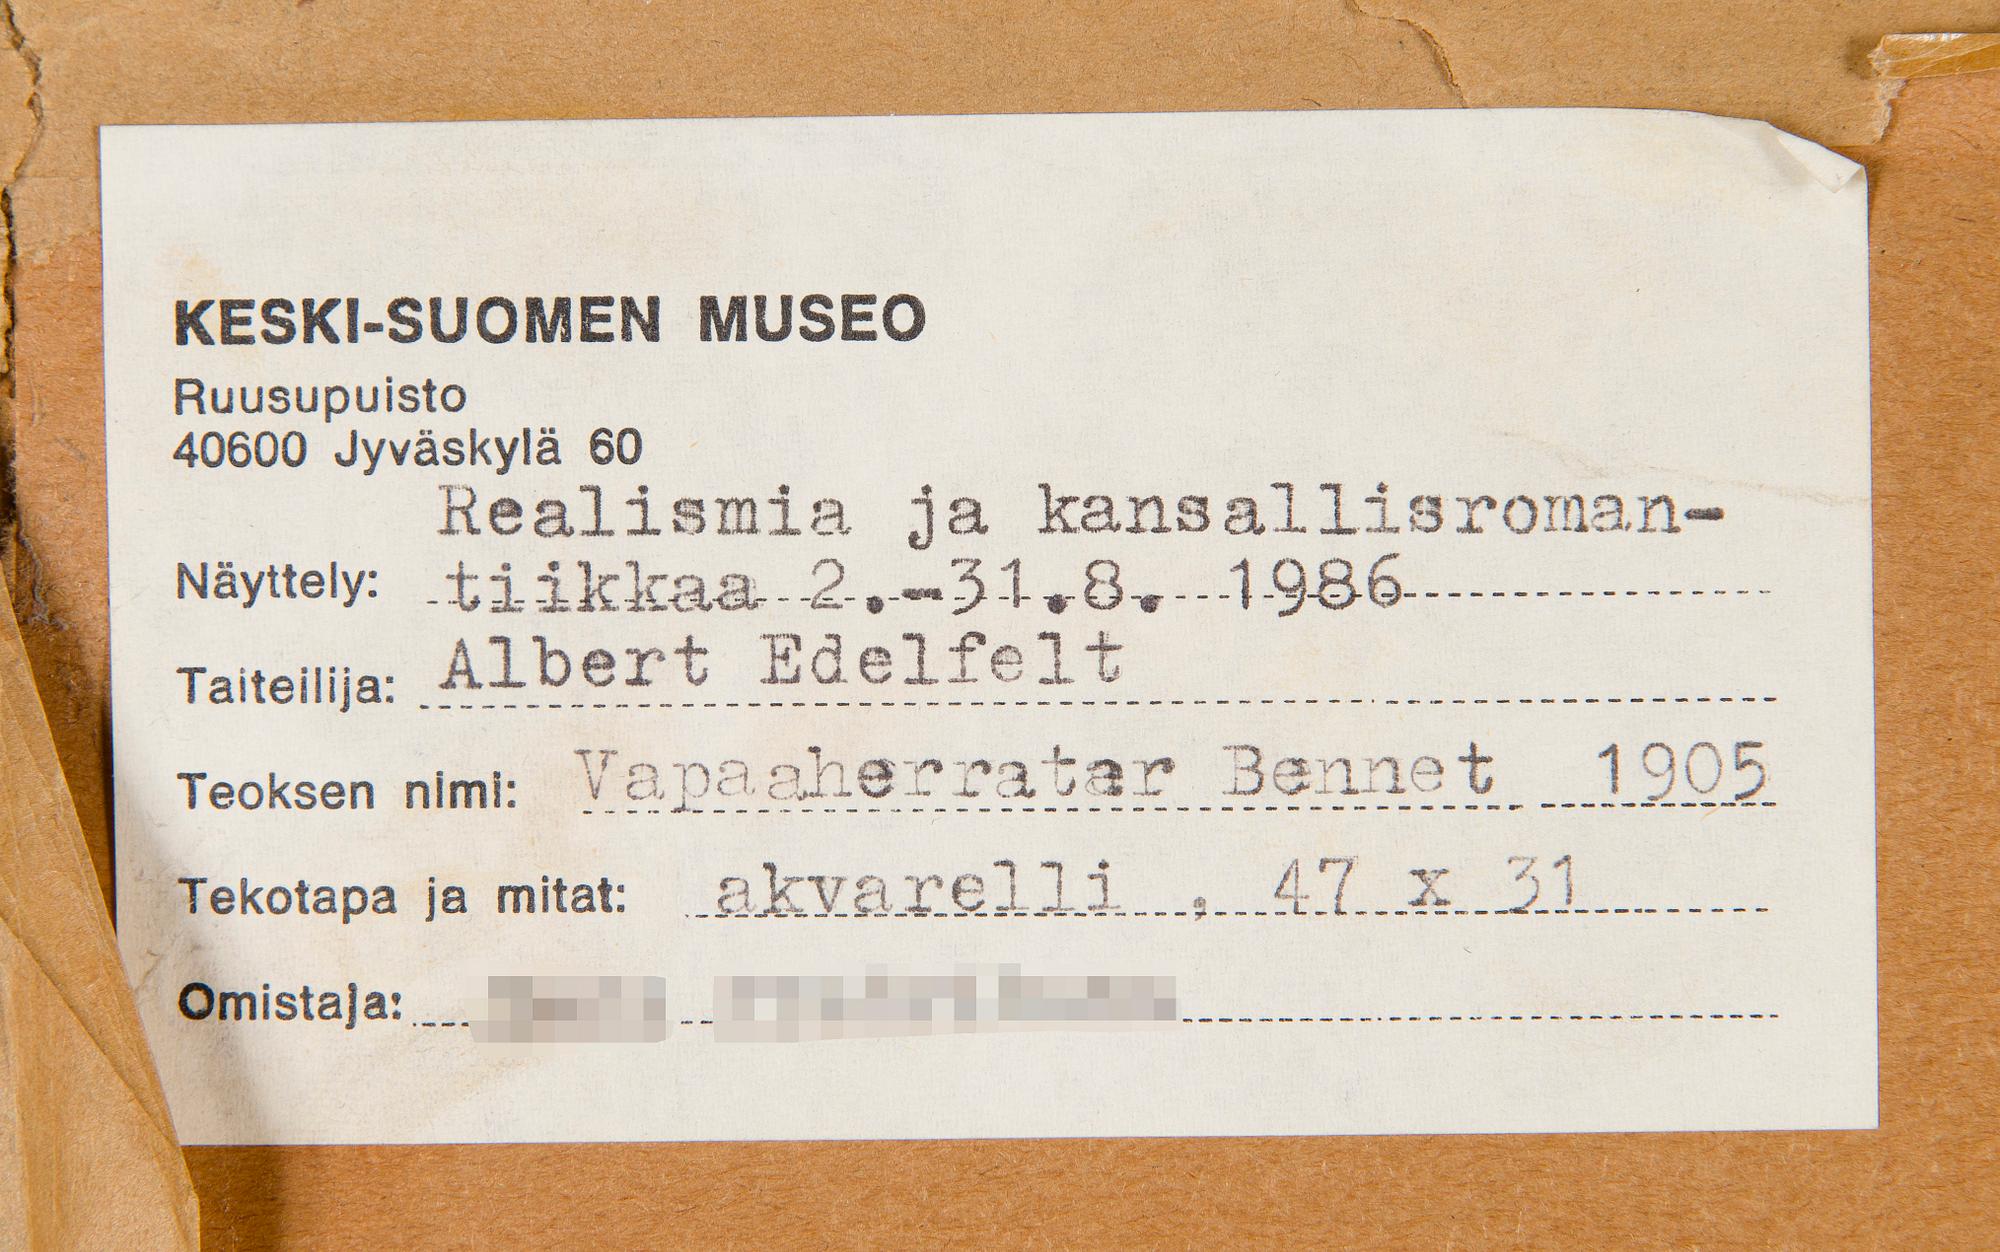 KESKI-SUOMEN MUSEO
Ruusupuisto
40600 Jyväskylä 60
Realismia ja kansallisroman-
Näyttely: tiikkaa 2.-31.8. 1986
Taiteilija: Albert Edelfelt
Teoksen nimi: Vapaaherratar Bennet 1905
Tekotapa ja mitat: akvarelli , 47 x 31
Omistaja: